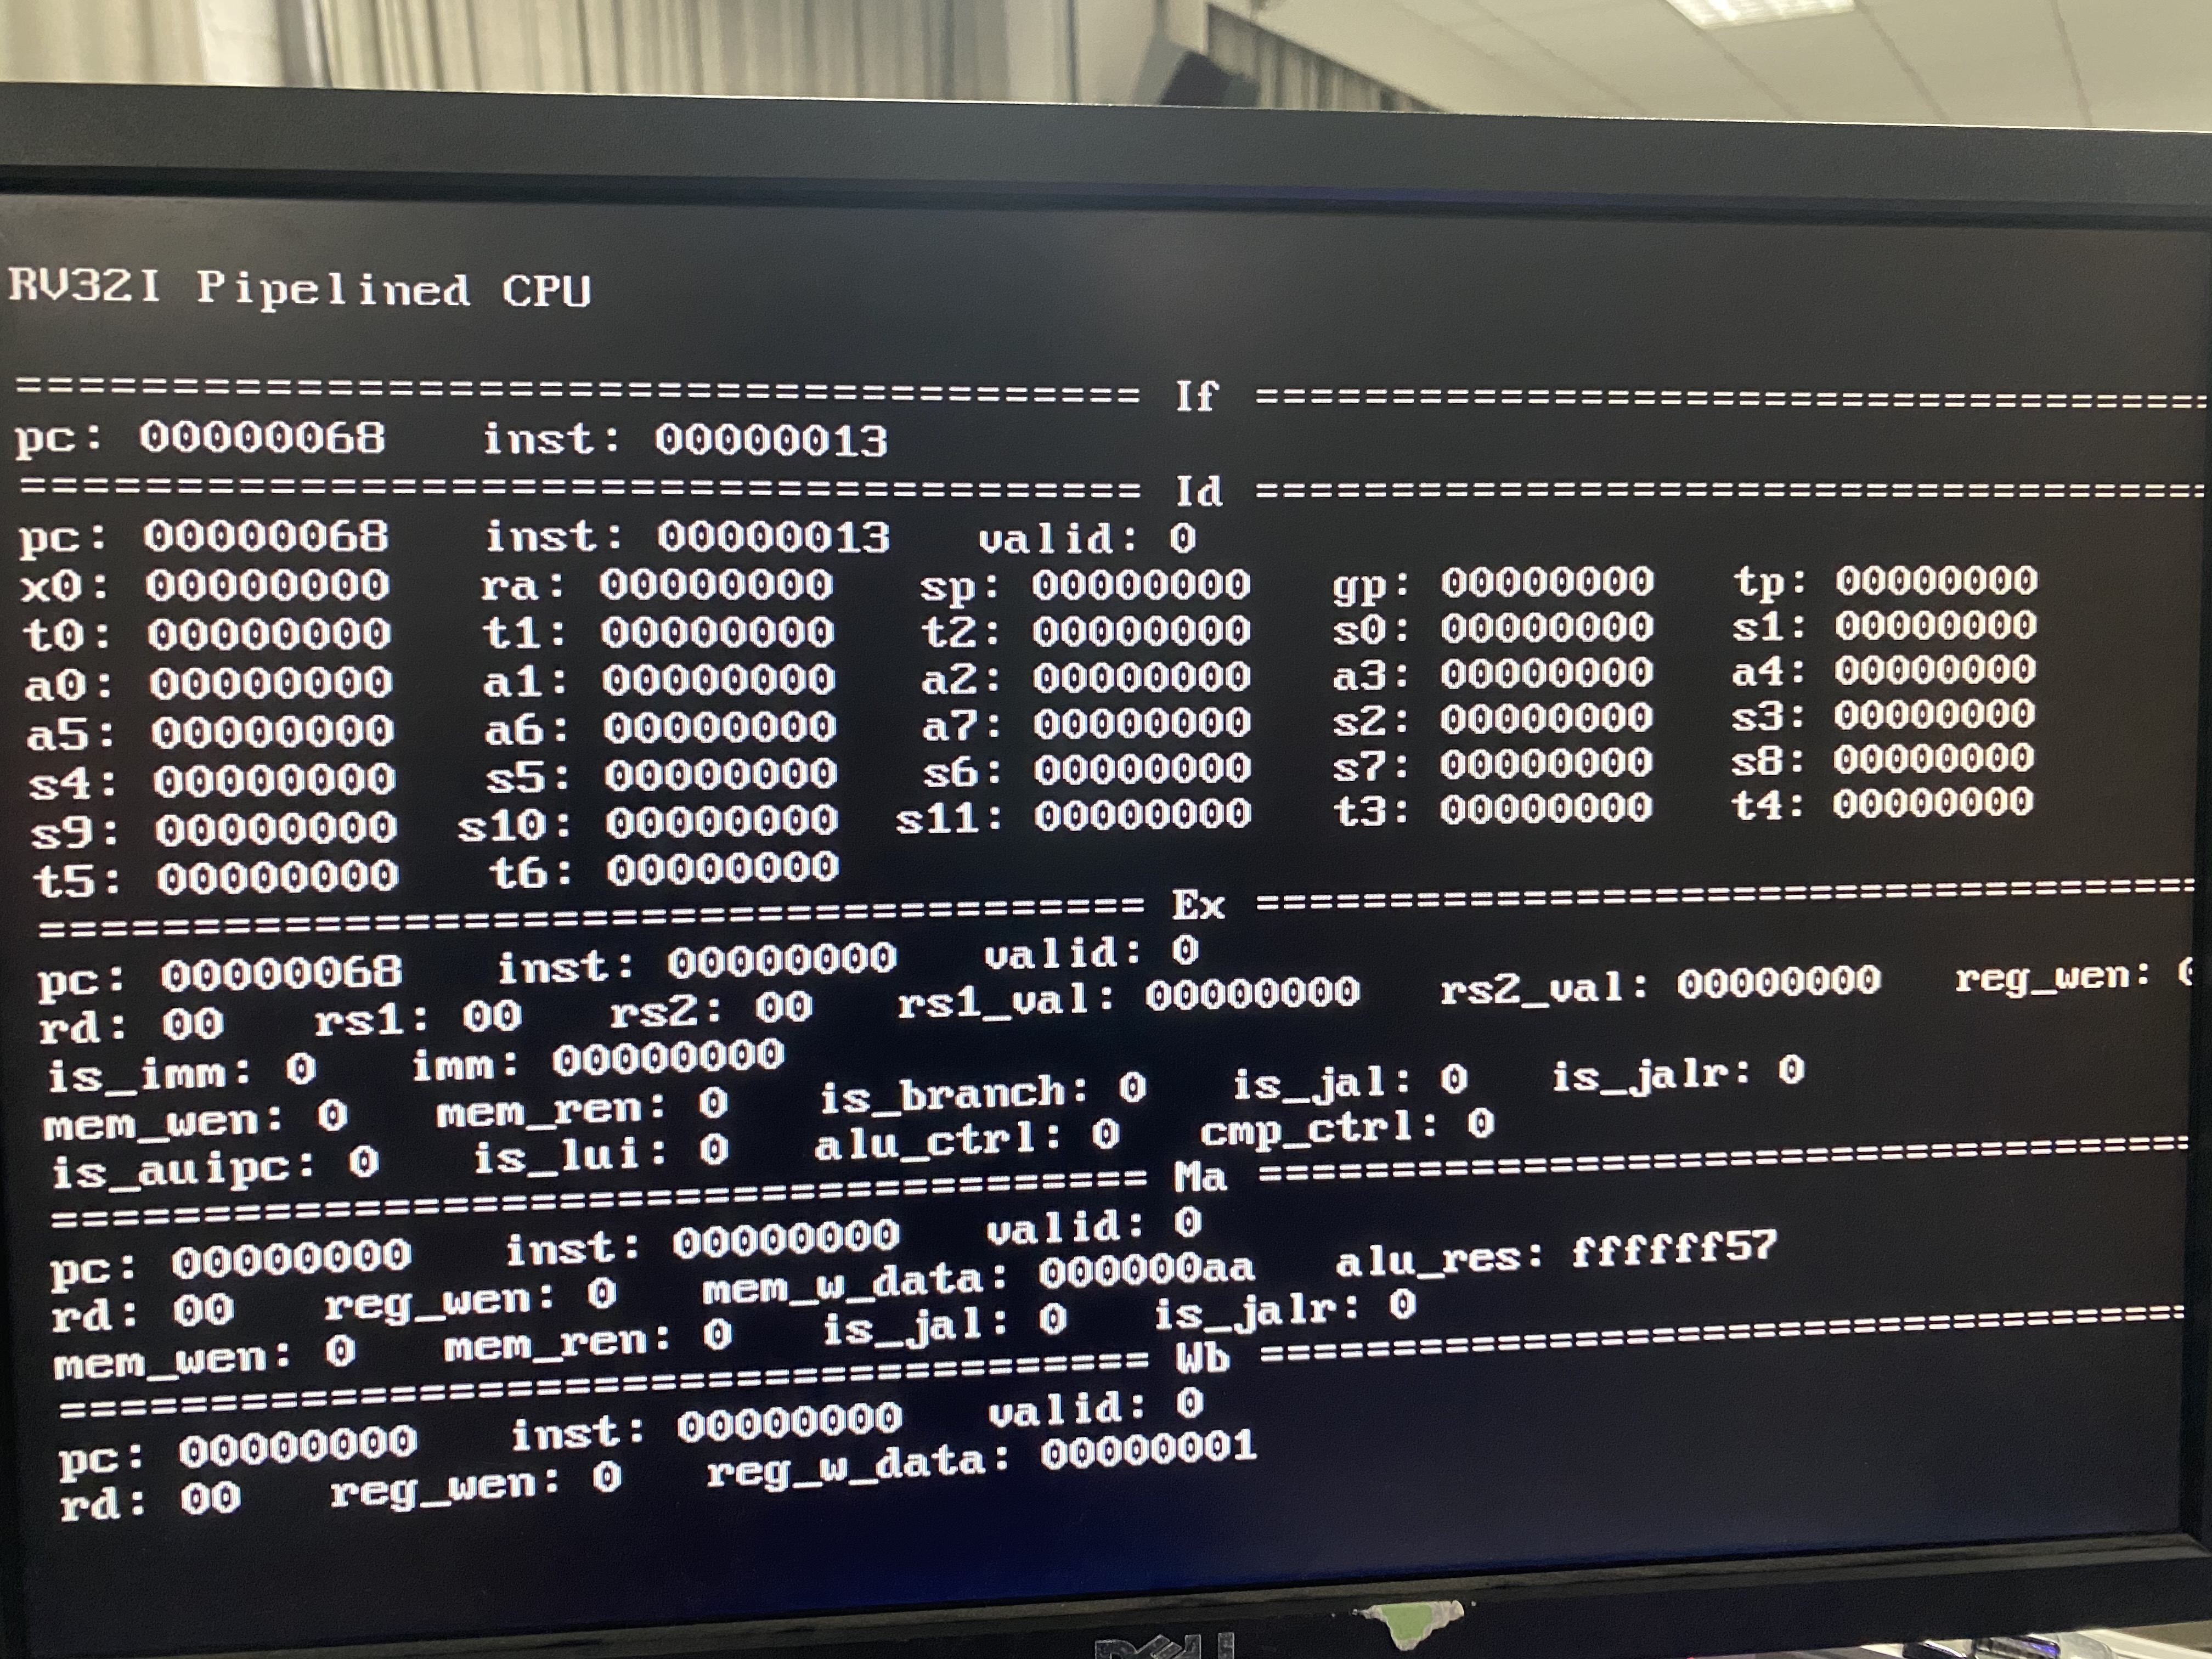 RV32I Pipelined CPU
==================================== If ===================================
pc: 00000068 inst: 00000013
==================================== Id ===================================
pc: 00000068 inst: 00000013 valid: 0
x0: 00000000 ra: 00000000 sp: 00000000 gp: 00000000 tp: 00000000
t0: 00000000 t1: 00000000 t2: 00000000 s0: 00000000 s1: 00000000
a0: 00000000 a1: 00000000 a2: 00000000 a3: 00000000 a4: 00000000
a5: 00000000 a6: 00000000 a7: 00000000 s2: 00000000 s3: 00000000
s4: 00000000 s5: 00000000 s6: 00000000 s7: 00000000 s8: 00000000
s9: 00000000 s10: 00000000 s11: 00000000 t3: 00000000 t4: 00000000
t5: 00000000 t6: 00000000
==================================== Ex ===================================
pc: 00000068 inst: 00000000 valid: 0
rd: 00 rs1: 00 rs2: 00 rs1_val: 00000000 rs2_val: 00000000 reg_wen:
is_imm: 0 imm: 00000000
mem_wen: 0 mem_ren: 0 is_branch: 0 is_jal: 0 is_jalr: 0
is_auipc: 0 is_lui: 0 alu_ctrl: 0 cmp_ctrl: 0
==================================== Ma ===================================
pc: 00000000 inst: 00000000 valid: 0
rd: 00 reg_wen: 0 mem_w_data: 000000aa alu_res: ffffff57
mem_wen: 0 mem_ren: 0 is_jal: 0 is_jalr: 0
==================================== Wb ===================================
pc: 00000000 inst: 00000000 valid: 0
rd: 00 reg_wen: 0 reg_w_data: 00000001
DELL